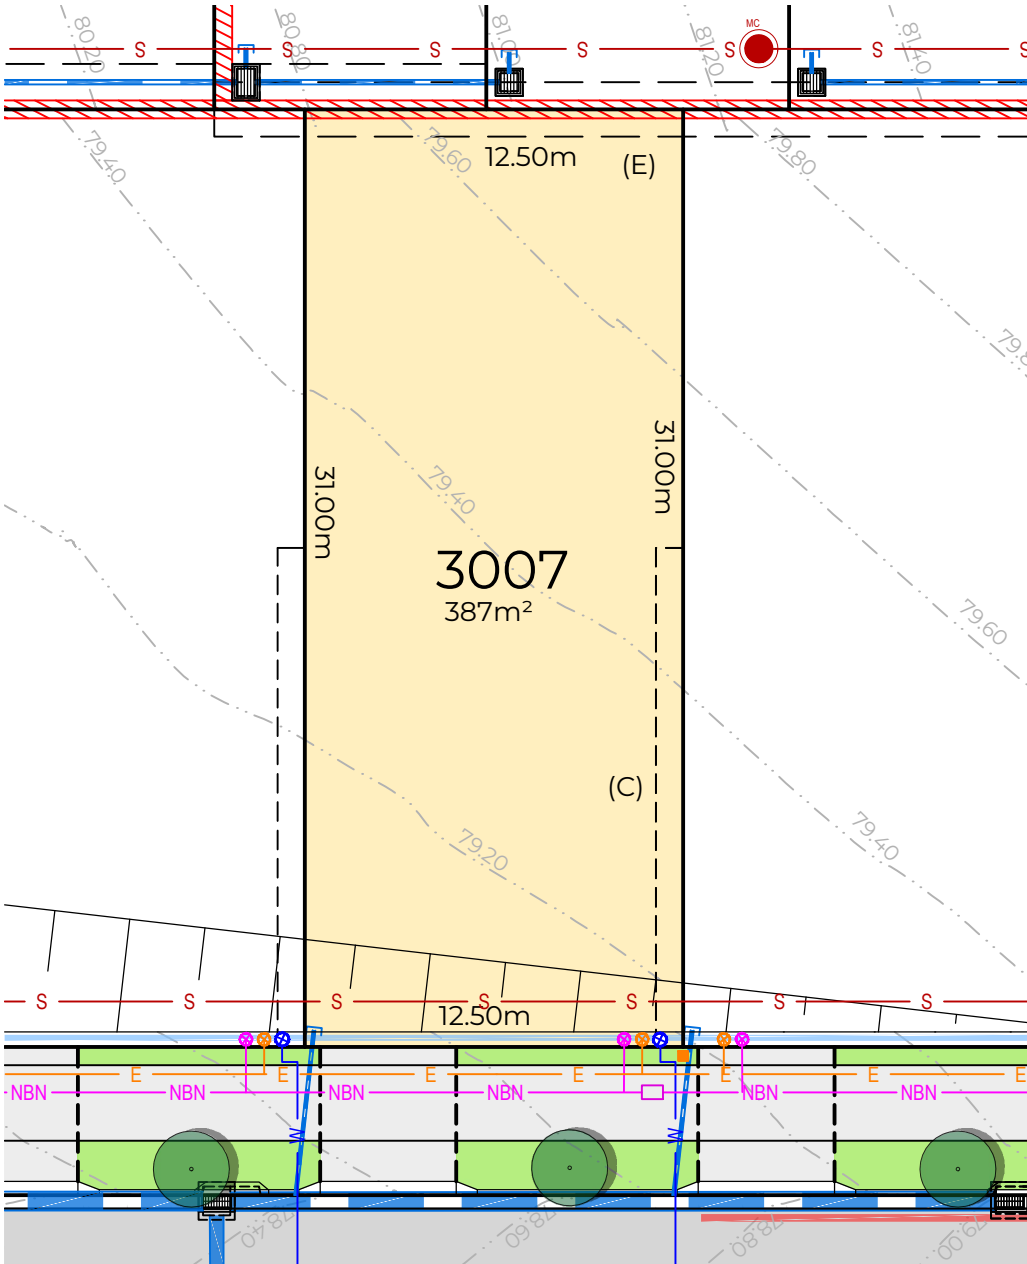 80.20
80.80
81.00
81.20
81.40
MC
S S S S S S S S
79.40
79.60
79.80
12.50m
(E)
79.8
31.00m
31.00m
79.40
3007
387m²
79.60
(C)
79.20
79.40
S S S S S S S
12.50m
E E E E E E
NBN NBN NBN NBN NBN NBN
W W
78.40
78.60
78.80
79.00